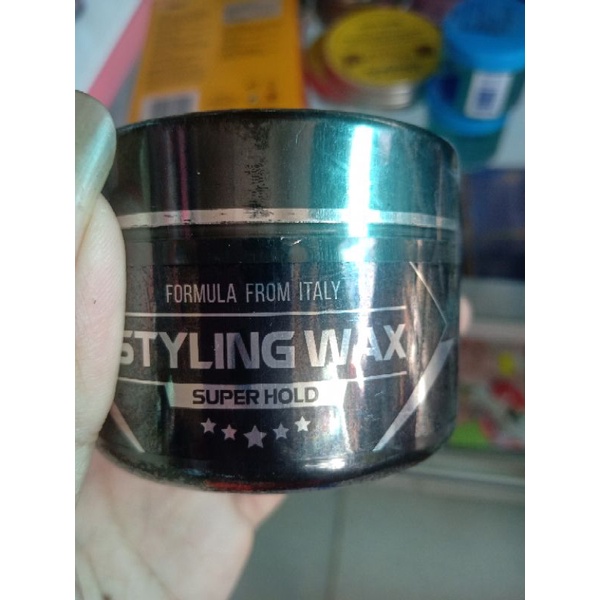 FORMULA FROM ITALY
STYLING WAX
SUPER HOLD